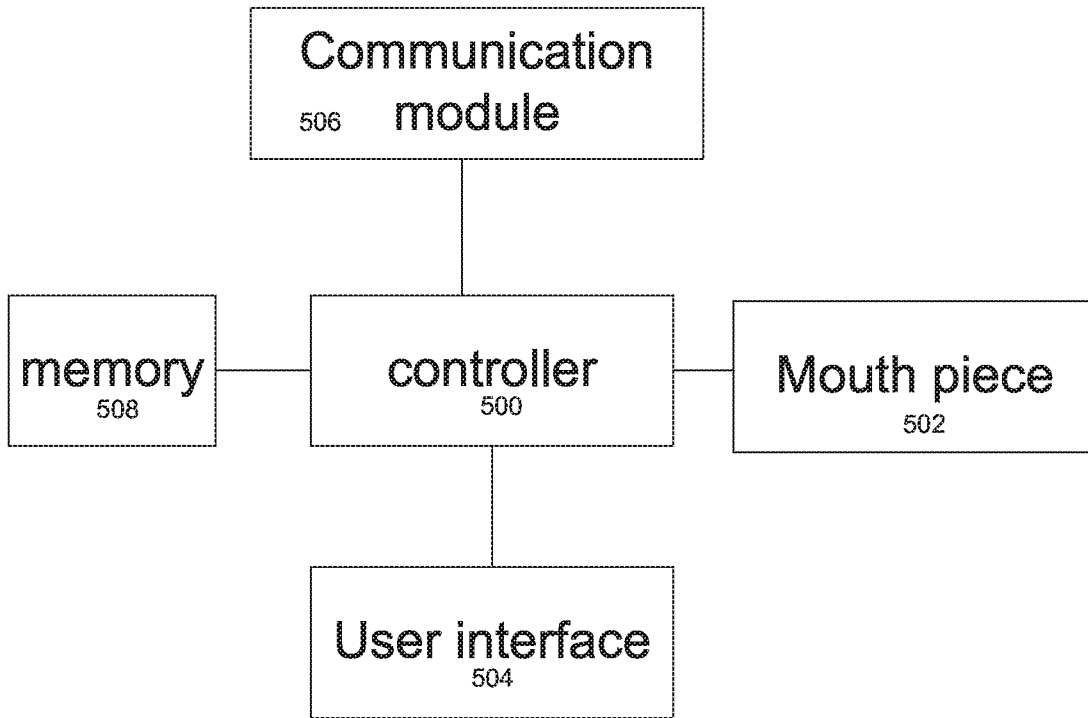 Communication
506 module
memory
508
controller
500
Mouth piece
502
User interface
504